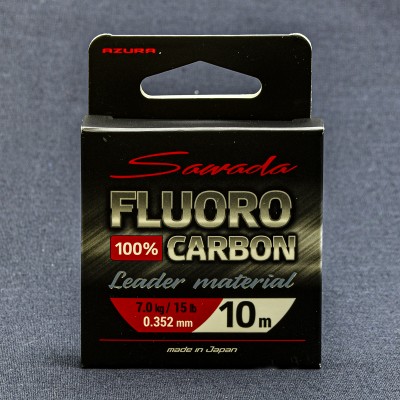 AZURA
Sawada
FLUORO
100% CARBON
Leader material
7.0 kg / 15 lb
0.352 mm
10 m
made in Japan